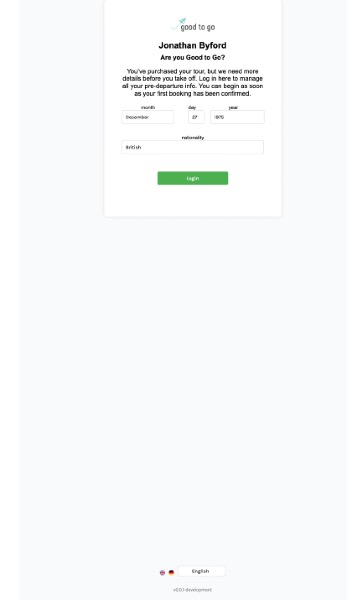 good to go
Jonathan Byford
Are you Good to Go?
You've purchased your tour, but we need more
details before you take off. Log in here to manage
all your pre-departure info. You can begin as soon
as your first booking has been confirmed.
month day year
December 27 1975
nationality
British
Login
English
v0.0.1 development